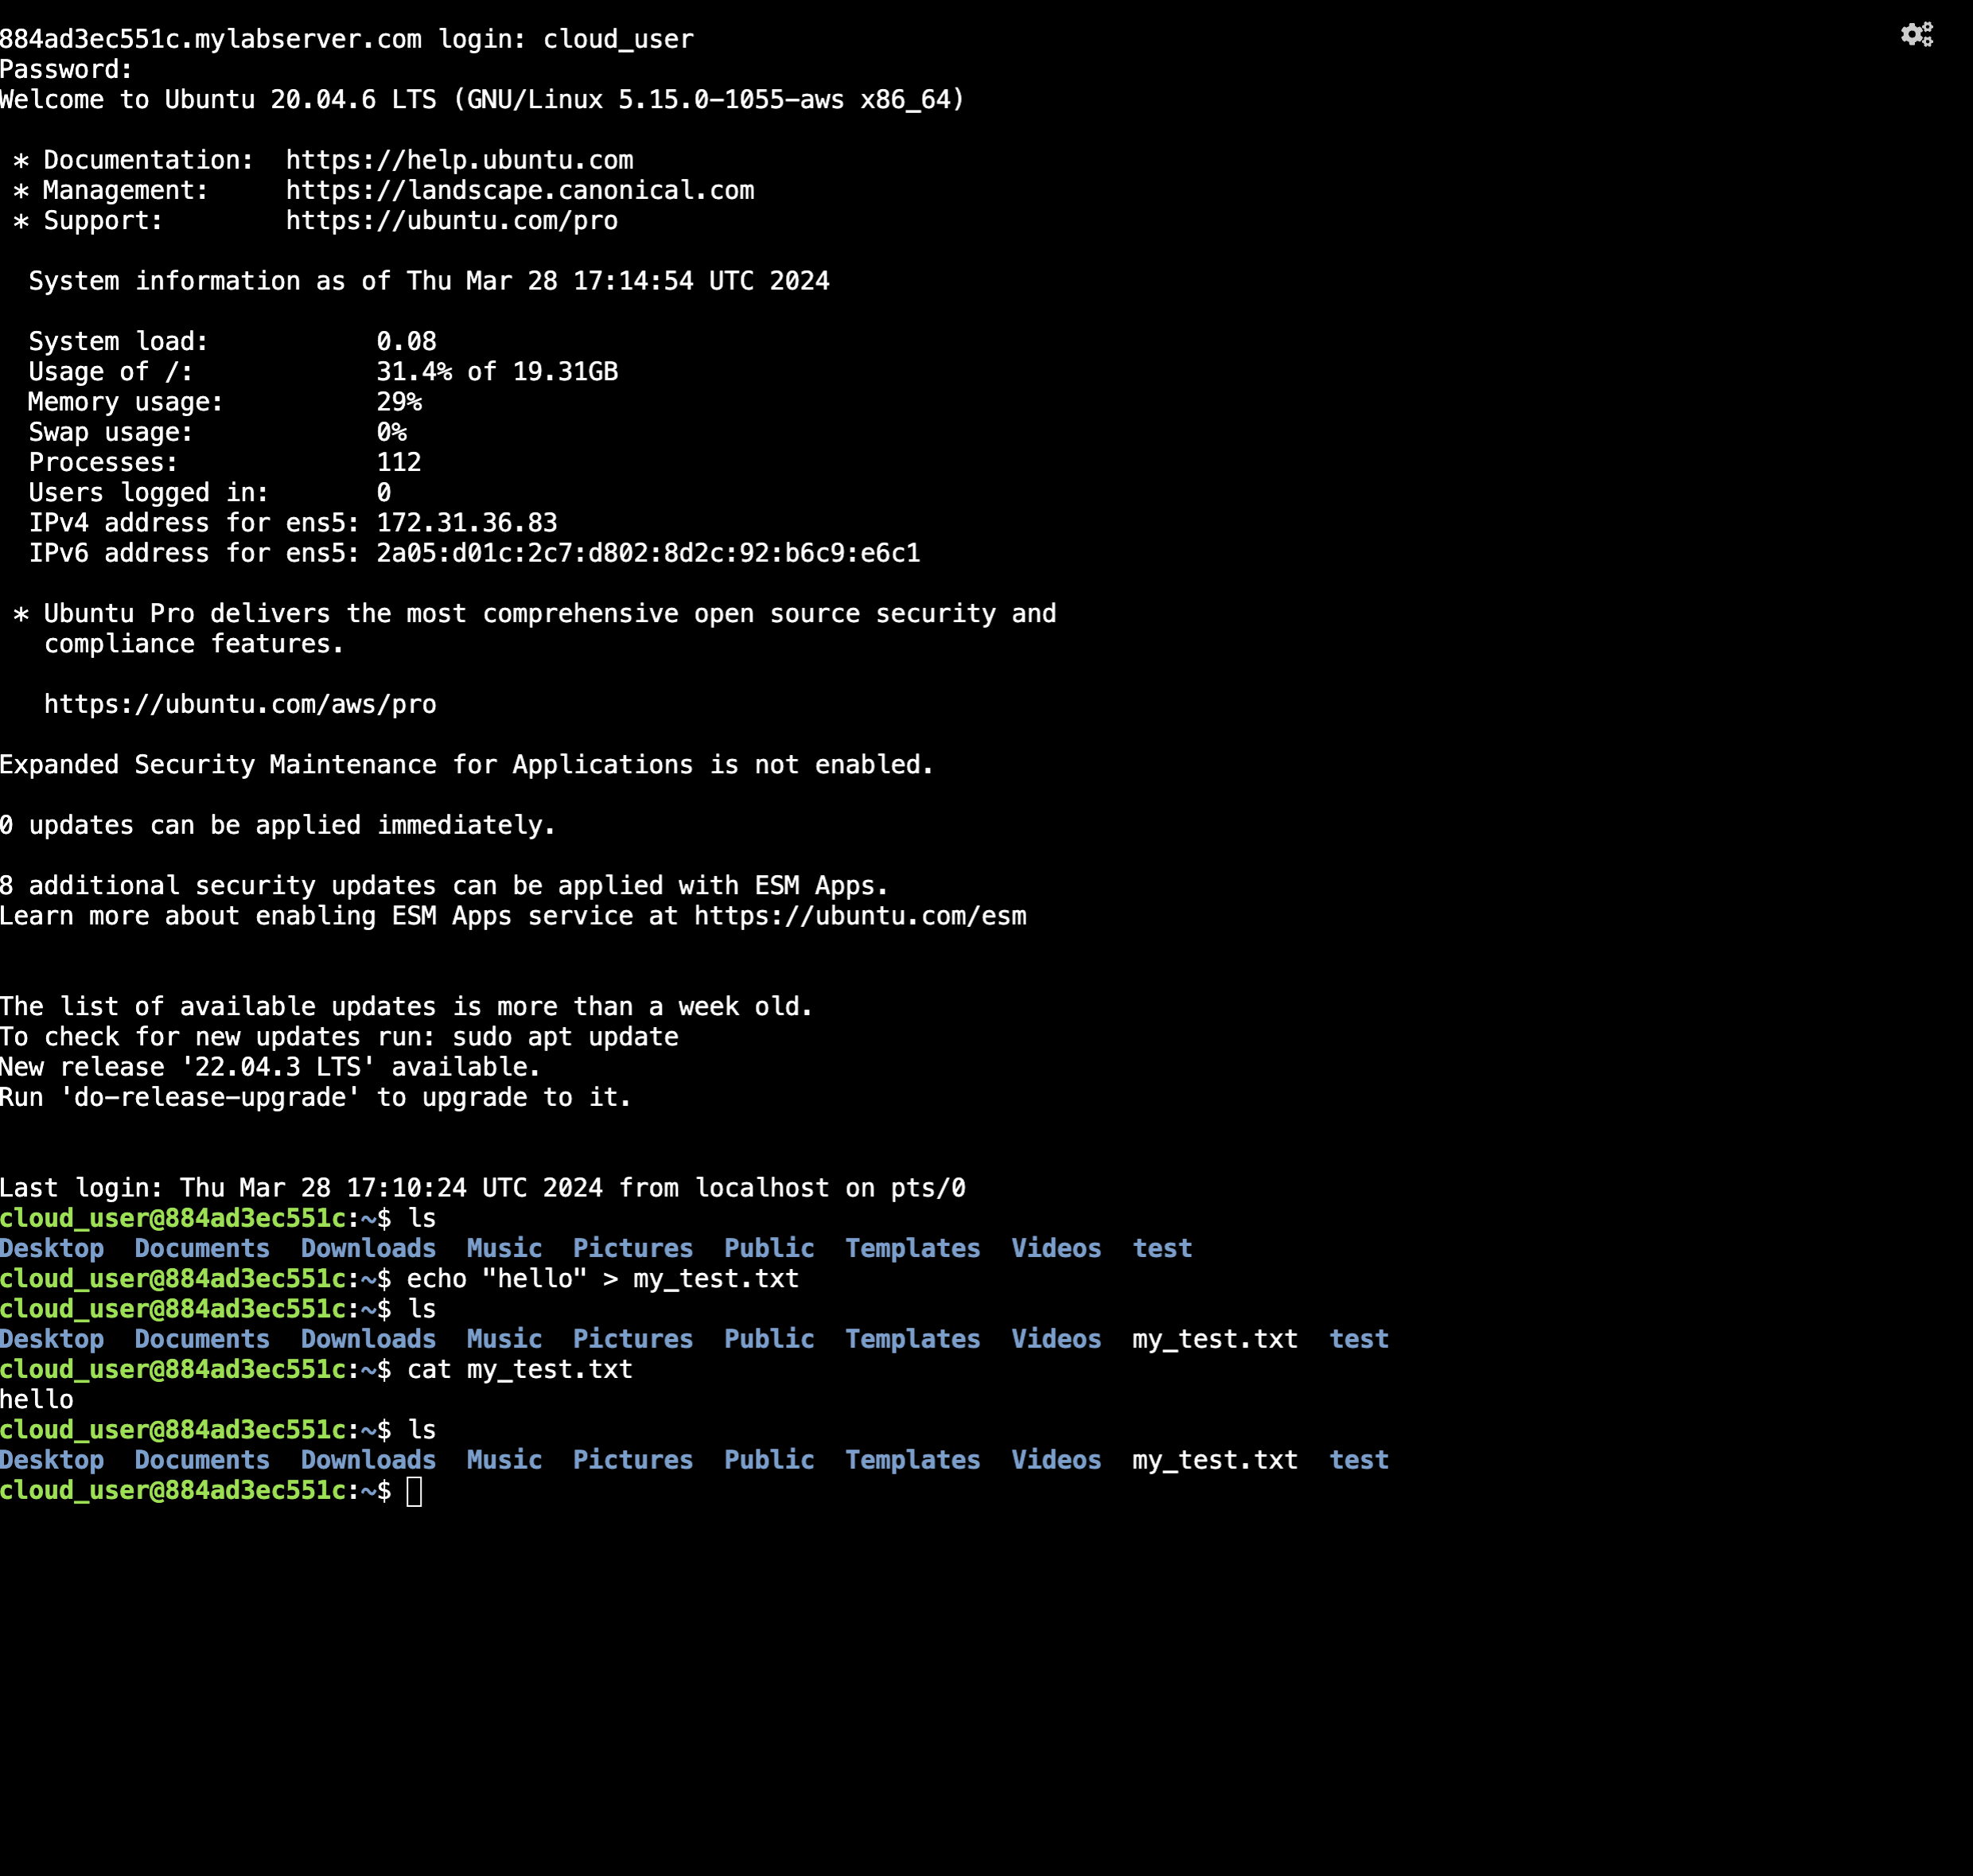 884ad3ec551c.mylabserver.com login: cloud_user
Password:
Welcome to Ubuntu 20.04.6 LTS (GNU/Linux 5.15.0-1055-aws x86_64)
* Documentation:  https://help.ubuntu.com
* Management:     https://landscape.canonical.com
* Support:        https://ubuntu.com/pro
System information as of Thu Mar 28 17:14:54 UTC 2024
System load:           0.08
Usage of /:            31.4% of 19.31GB
Memory usage:          29%
Swap usage:            0%
Processes:             112
Users logged in:       0
IPv4 address for ens5: 172.31.36.83
IPv6 address for ens5: 2a05:d01c:2c7:d802:8d2c:92:b6c9:e6c1
* Ubuntu Pro delivers the most comprehensive open source security and
compliance features.
https://ubuntu.com/aws/pro
Expanded Security Maintenance for Applications is not enabled.
0 updates can be applied immediately.
8 additional security updates can be applied with ESM Apps.
Learn more about enabling ESM Apps service at https://ubuntu.com/esm
The list of available updates is more than a week old.
To check for new updates run: sudo apt update
New release '22.04.3 LTS' available.
Run 'do-release-upgrade' to upgrade to it.
Last login: Thu Mar 28 17:10:24 UTC 2024 from localhost on pts/0
cloud_user@884ad3ec551c:~$ ls
Desktop  Documents  Downloads  Music  Pictures  Public  Templates  Videos  test
cloud_user@884ad3ec551c:~$ echo "hello" > my_test.txt
cloud_user@884ad3ec551c:~$ ls
Desktop  Documents  Downloads  Music  Pictures  Public  Templates  Videos  my_test.txt  test
cloud_user@884ad3ec551c:~$ cat my_test.txt
hello
cloud_user@884ad3ec551c:~$ ls
Desktop  Documents  Downloads  Music  Pictures  Public  Templates  Videos  my_test.txt  test
cloud_user@884ad3ec551c:~$